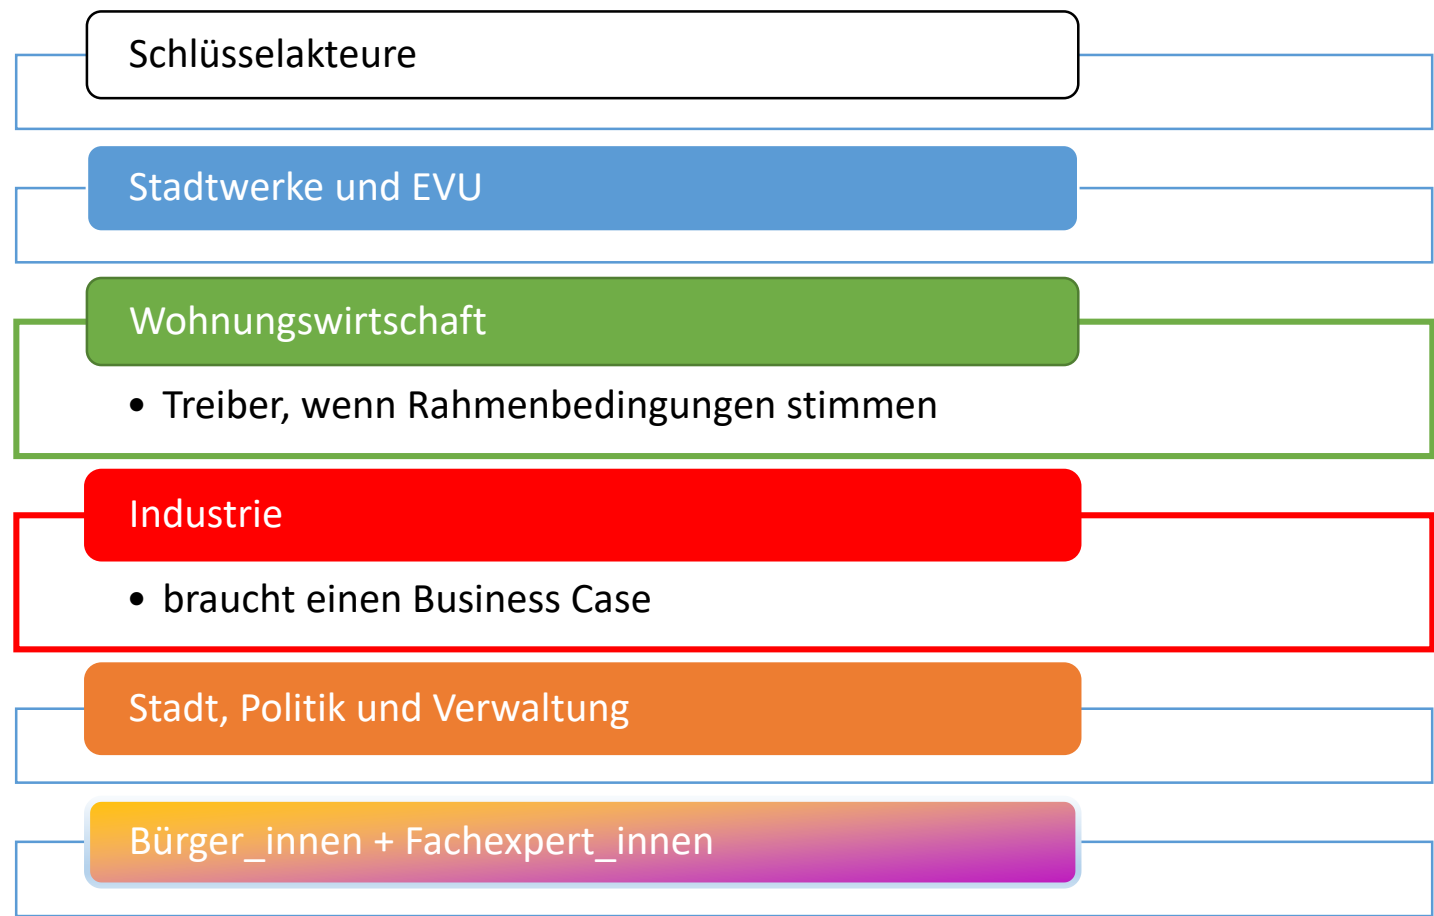 Schlüsselakteure
Stadtwerke und EVU
Wohnungswirtschaft
• Treiber, wenn Rahmenbedingungen stimmen
Industrie
• braucht einen Business Case
Stadt, Politik und Verwaltung
Bürger_innen + Fachexpert_innen